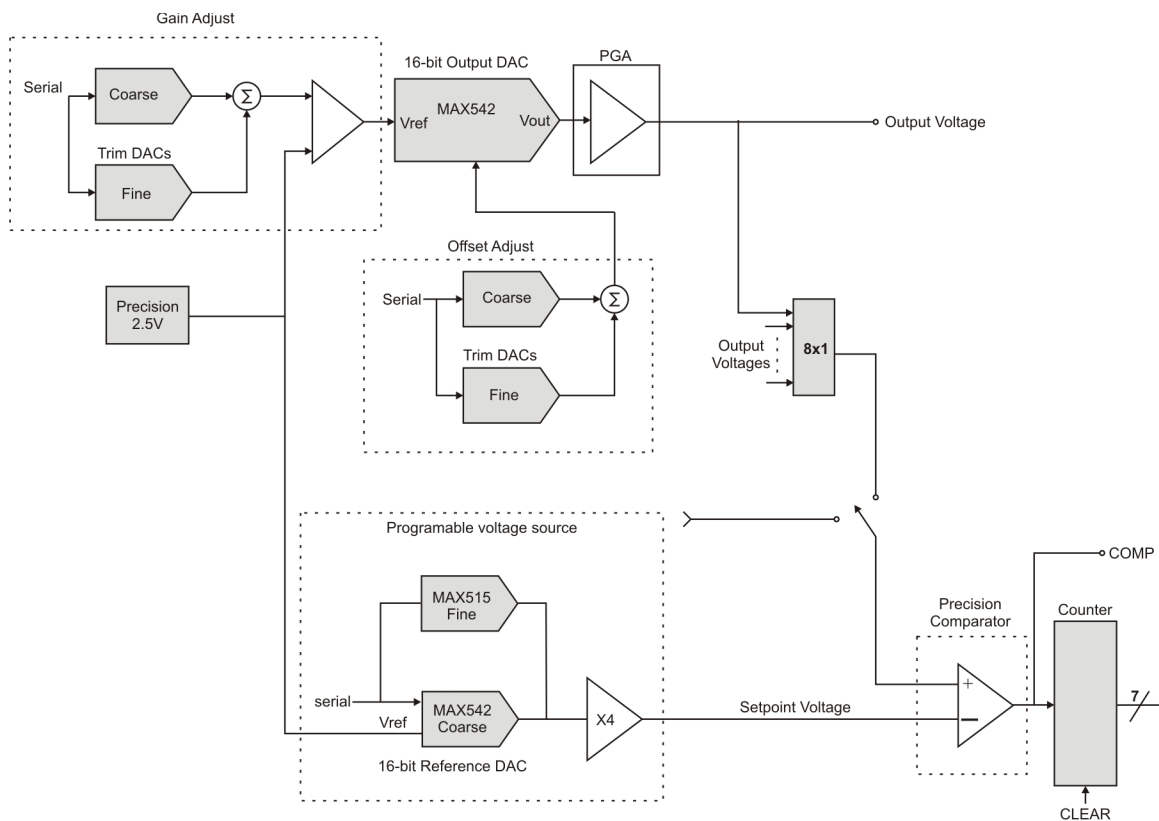 Gain Adjust
Serial
Coarse
Σ
Trim DACs
Fine
16-bit Output DAC
MAX542
Vref
Vout
PGA
Output Voltage
Offset Adjust
Serial
Coarse
Σ
Trim DACs
Fine
Precision
2.5V
Output
Voltages
8x1
Programable voltage source
MAX515
Fine
serial
Vref
MAX542
Coarse
16-bit Reference DAC
X4
Setpoint Voltage
Precision
Comparator
+
−
COMP
Counter
7
CLEAR